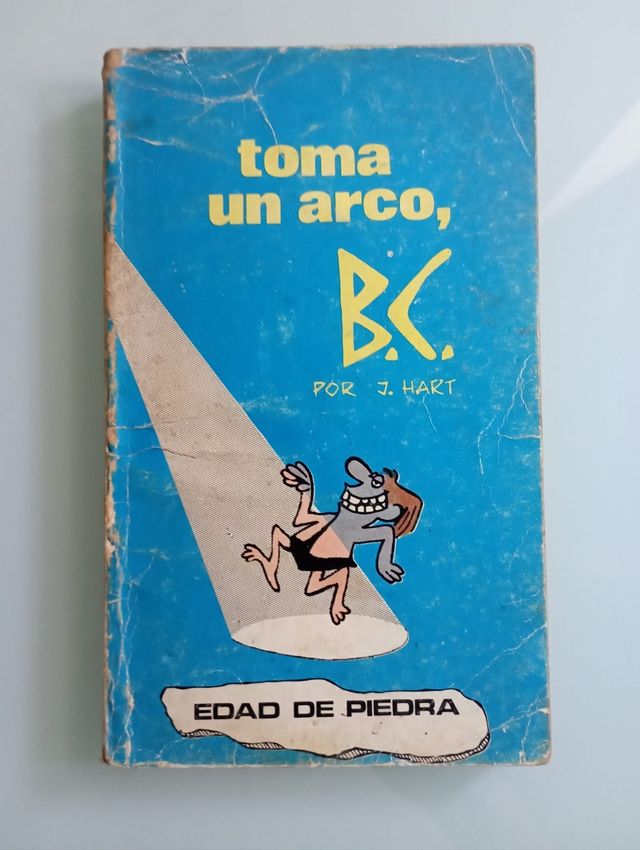 toma
un arco,
B.C.
POR J. HART
EDAD DE PIEDRA